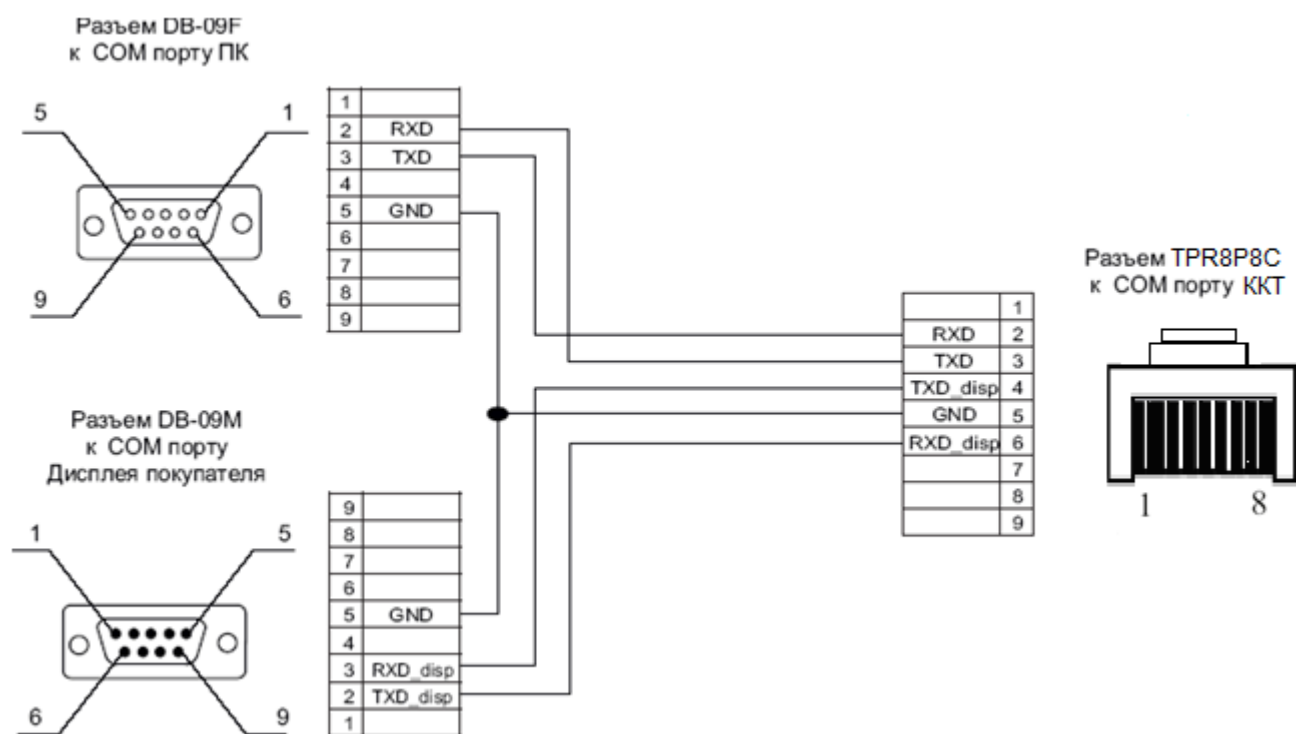 Разъем DB-09F
к COM порту ПК
5
1
9
6
1
2 RXD
3 TXD
4
5 GND
6
7
8
9
Разъем DB-09M
к COM порту
Дисплея покупателя
1
5
6
9
9
8
7
6
5 GND
4
3 RXD_disp
2 TXD_disp
1
1
RXD 2
TXD 3
TXD_disp 4
GND 5
RXD_disp 6
7
8
9
Разъем TPR8P8C
к COM порту ККТ
1
8